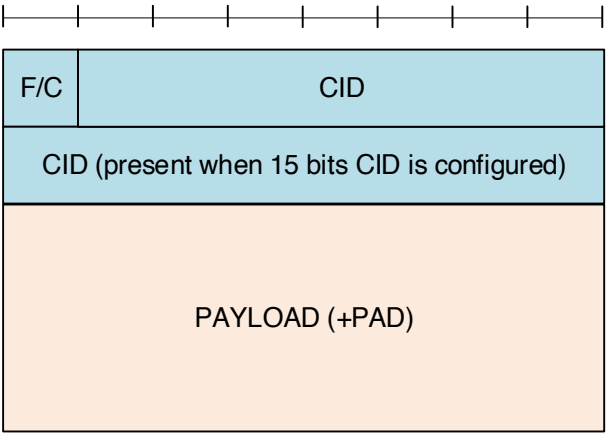 F/C CID
CID (present when 15 bits CID is configured)
PAYLOAD (+PAD)